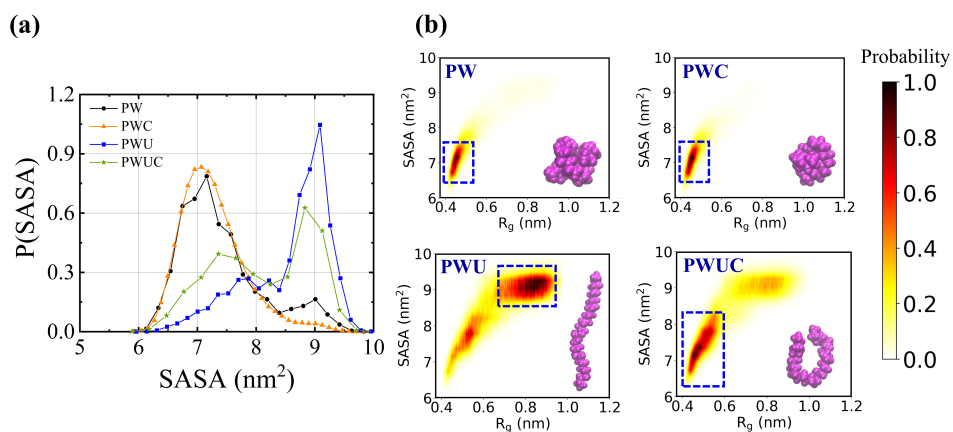 (a)
P(SASA)
1.2
0.9
0.6
0.3
0.0
PW
PWC
PWU
PWUC
5 6 7 8 9 10
SASA (nm²)
(b)
PW
SASA (nm²)
10
9
8
7
6
0.4 0.6 0.8 1.0 1.2
Rg (nm)
PWC
SASA (nm²)
10
9
8
7
6
0.4 0.6 0.8 1.0 1.2
Rg (nm)
PWU
SASA (nm²)
10
9
8
7
6
0.4 0.6 0.8 1.0 1.2
Rg (nm)
PWUC
SASA (nm²)
10
9
8
7
6
0.4 0.6 0.8 1.0 1.2
Rg (nm)
Probability
1.0
0.8
0.6
0.4
0.2
0.0